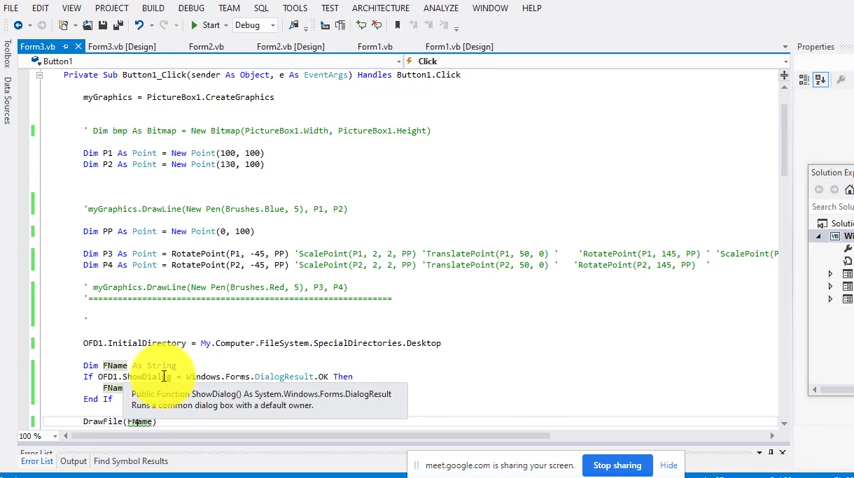 FILE EDIT VIEW PROJECT BUILD DEBUG TEAM SQL TOOLS TEST ARCHITECTURE ANALYZE WINDOW HELP
Start Debug
Form3.vb Form3.vb [Design] Form2.vb Form2.vb [Design] Form1.vb Form1.vb [Design]
Properties
Toolbox
Data Sources
Button1 Click
Private Sub Button1_Click(sender As Object, e As EventArgs) Handles Button1.Click
myGraphics = PictureBox1.CreateGraphics
' Dim bmp As Bitmap = New Bitmap(PictureBox1.Width, PictureBox1.Height)
Dim P1 As Point = New Point(100, 100)
Dim P2 As Point = New Point(130, 100)
'myGraphics.DrawLine(New Pen(Brushes.Blue, 5), P1, P2)
Dim PP As Point = New Point(0, 100)
Dim P3 As Point = RotatePoint(P1, -45, PP) 'ScalePoint(P1, 2, 2, PP) 'TranslatePoint(P1, 50, 0) ' 'RotatePoint(P1, 145, PP) ' 'ScalePoint(P
Dim P4 As Point = RotatePoint(P2, -45, PP) 'ScalePoint(P2, 2, 2, PP) 'TranslatePoint(P2, 50, 0) ' 'RotatePoint(P2, 145, PP) '
' myGraphics.DrawLine(New Pen(Brushes.Red, 5), P3, P4)
'============================================================
'
OFD1.InitialDirectory = My.Computer.FileSystem.SpecialDirectories.Desktop
Dim FName As String
If OFD1.ShowDialog = Windows.Forms.DialogResult.OK Then
FNam
Public Function ShowDialog() As System.Windows.Forms.DialogResult
Runs a common dialog box with a default owner.
End If
DrawFile(FName)
100 %
Error List
Error List Output Find Symbol Results
meet.google.com is sharing your screen. Stop sharing Hide
Solution Exp
Search Solu
Soluti
Wi